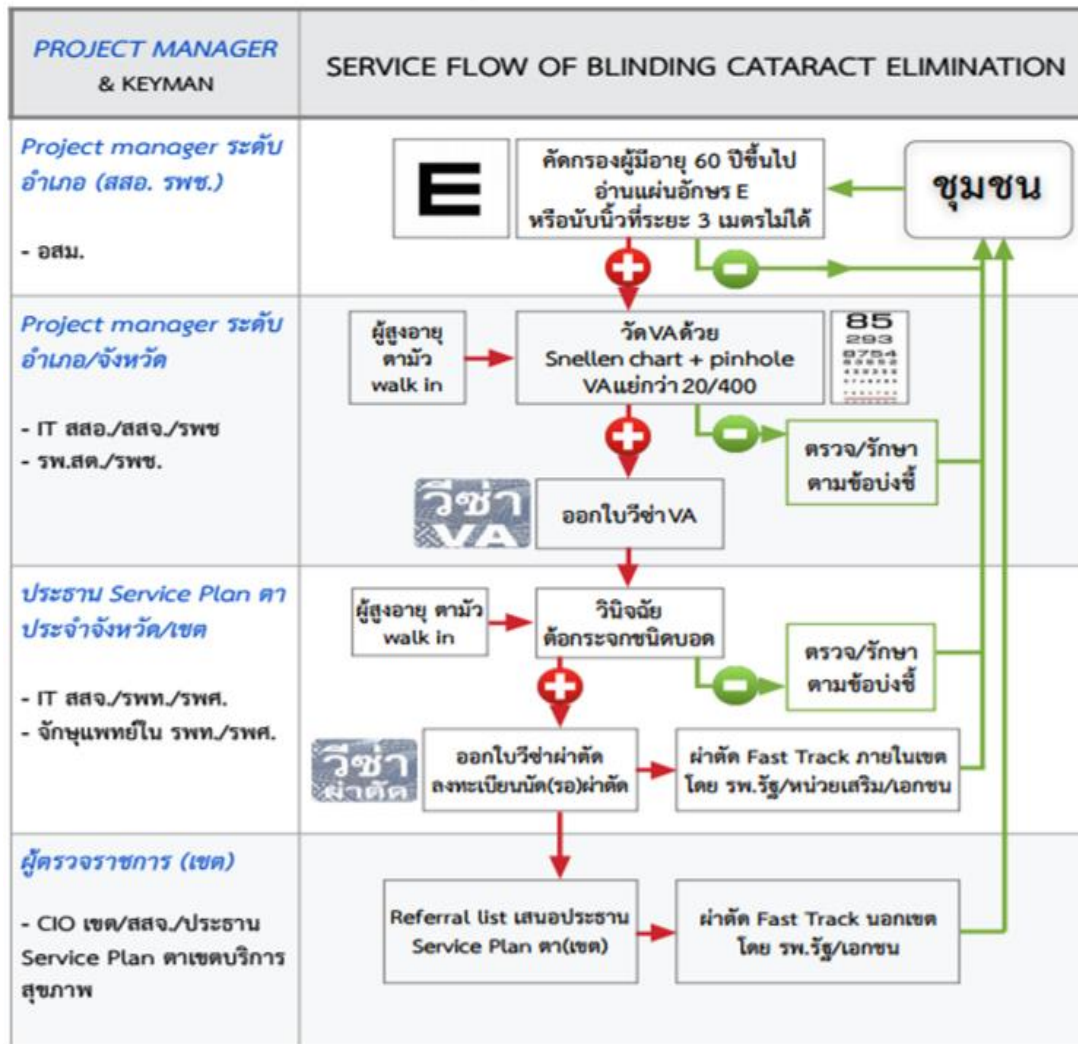 PROJECT MANAGER
& KEYMAN
SERVICE FLOW OF BLINDING CATARACT ELIMINATION
Project manager ระดับ
อำเภอ (สสอ. รพช.)
- อสม.
E
คัดกรองผู้มีอายุ 60 ปีขึ้นไป
อ่านแผ่นอักษร E
หรือนับนิ้วที่ระยะ 3 เมตรไม่ได้
ชุมชน
Project manager ระดับ
อำเภอ/จังหวัด
- IT สสอ./สสจ./รพช
- รพ.สต./รพช.
ผู้สูงอายุ
ตามัว
walk in
วัดVAด้วย
Snellen chart + pinhole
VAแย่กว่า 20/400
85
293
8754
ตรวจ/รักษา
ตามข้อบ่งชี้
วีซ่า
VA
ออกใบวีซ่าVA
ประธาน Service Plan ตา
ประจำจังหวัด/เขต
- IT สสจ./รพท./รพศ.
- จักษุแพทย์ใน รพท./รพศ.
ผู้สูงอายุ ตามัว
walk in
วินิจฉัย
ต้อกระจกชนิดบอด
ตรวจ/รักษา
ตามข้อบ่งชี้
วีซ่า
ผ่าตัด
ออกใบวีซ่าผ่าตัด
ลงทะเบียนนัด(รอ)ผ่าตัด
ผ่าตัด Fast Track ภายในเขต
โดย รพ.รัฐ/หน่วยเสริม/เอกชน
ผู้ตรวจราชการ (เขต)
- CIO เขต/สสจ./ประธาน
Service Plan ตาเขตบริการ
สุขภาพ
Referral list เสนอประธาน
Service Plan ตา(เขต)
ผ่าตัด Fast Track นอกเขต
โดย รพ.รัฐ/เอกชน